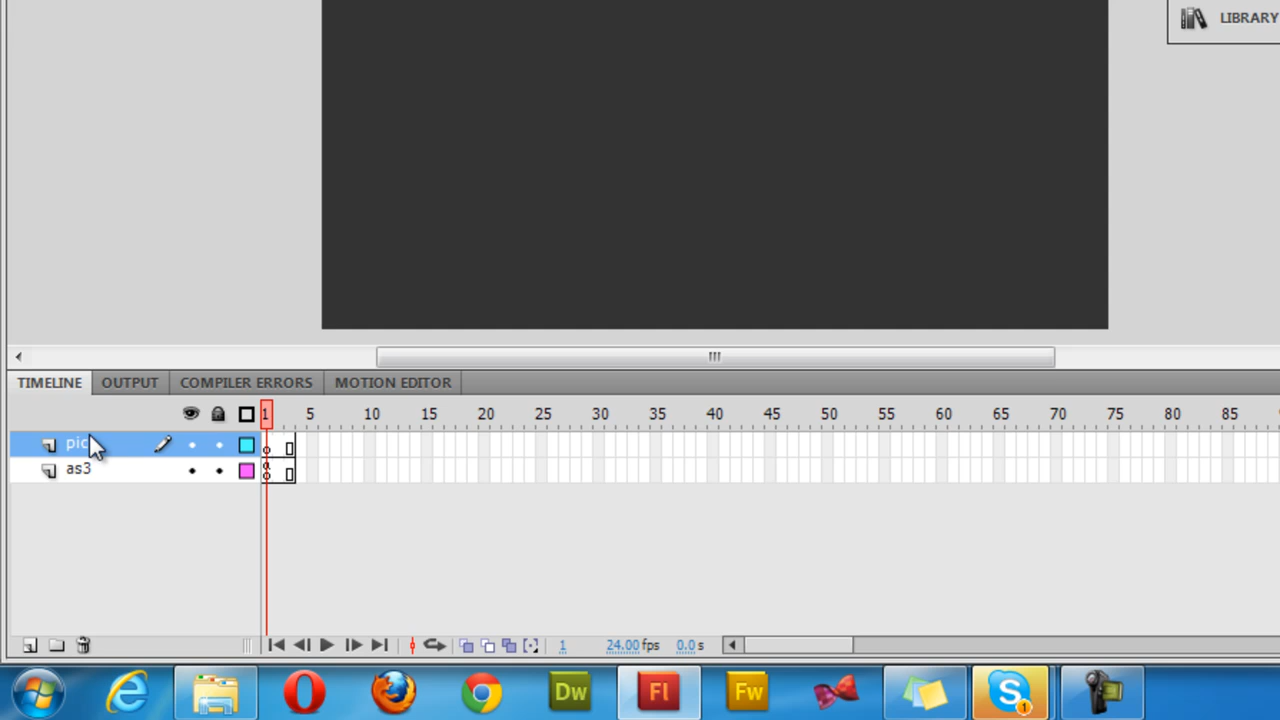 LIBRARY
TIMELINE OUTPUT COMPILER ERRORS MOTION EDITOR
1 5 10 15 20 25 30 35 40 45 50 55 60 65 70 75 80 85
as3
1 24.00 fps 0.0 s
Dw Fl Fw S 1